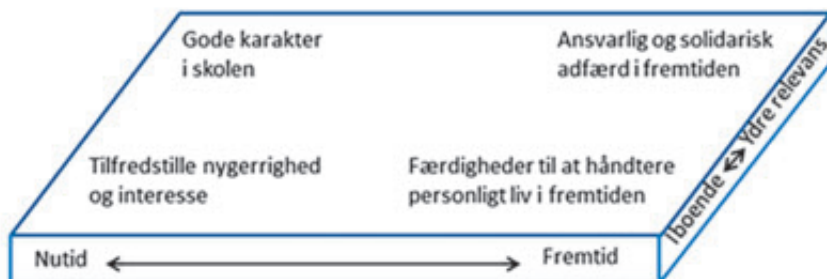 Gode karakter
i skolen
Ansvarlig og solidarisk
adfærd i fremtiden
Tilfredstille nygerrighed
og interesse
Færdigheder til at håndtere
personligt liv i fremtiden
Nutid
Fremtid
Iboende
Ydre relevans